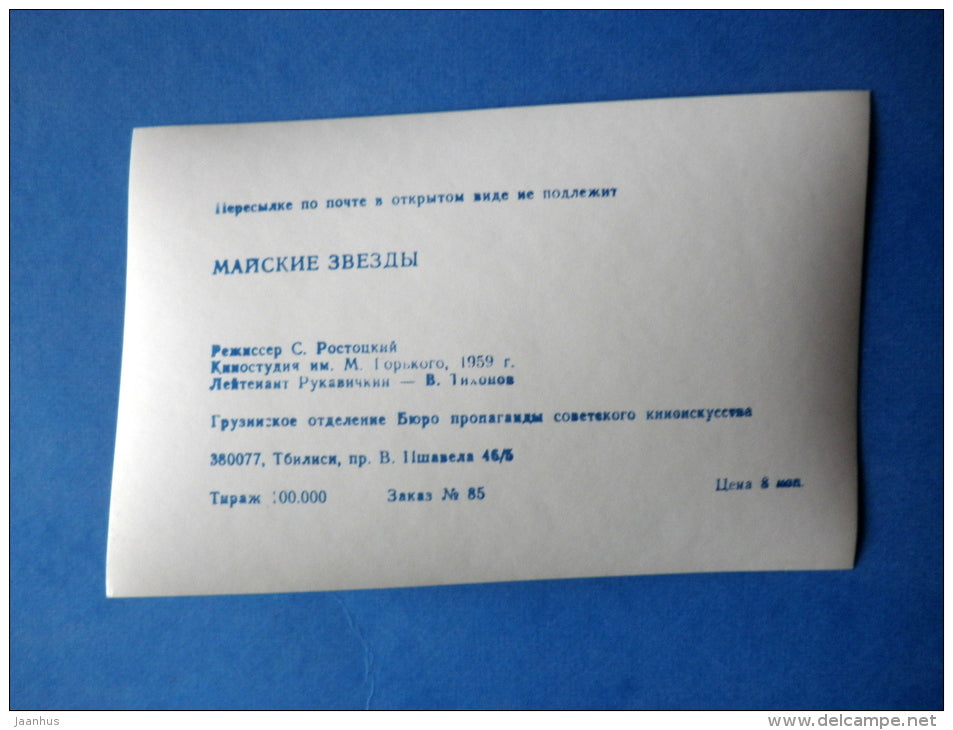 Пересылке по почте в открытом виде не подлежит
МАЙСКИЕ ЗВЕЗДЫ
Режиссер С. Ростоцкий
Киностудия им. М. Горького, 1959 г.
Лейтенант Рукавичкин — В. Тихонов
Грузинское отделение Бюро пропаганды советского киноискусства
380077, Тбилиси, пр. В. Пшавела 46/Б
Тираж 100.000 Заказ № 85
Цена 8 коп.
Jaanhus
www.delcampe.net